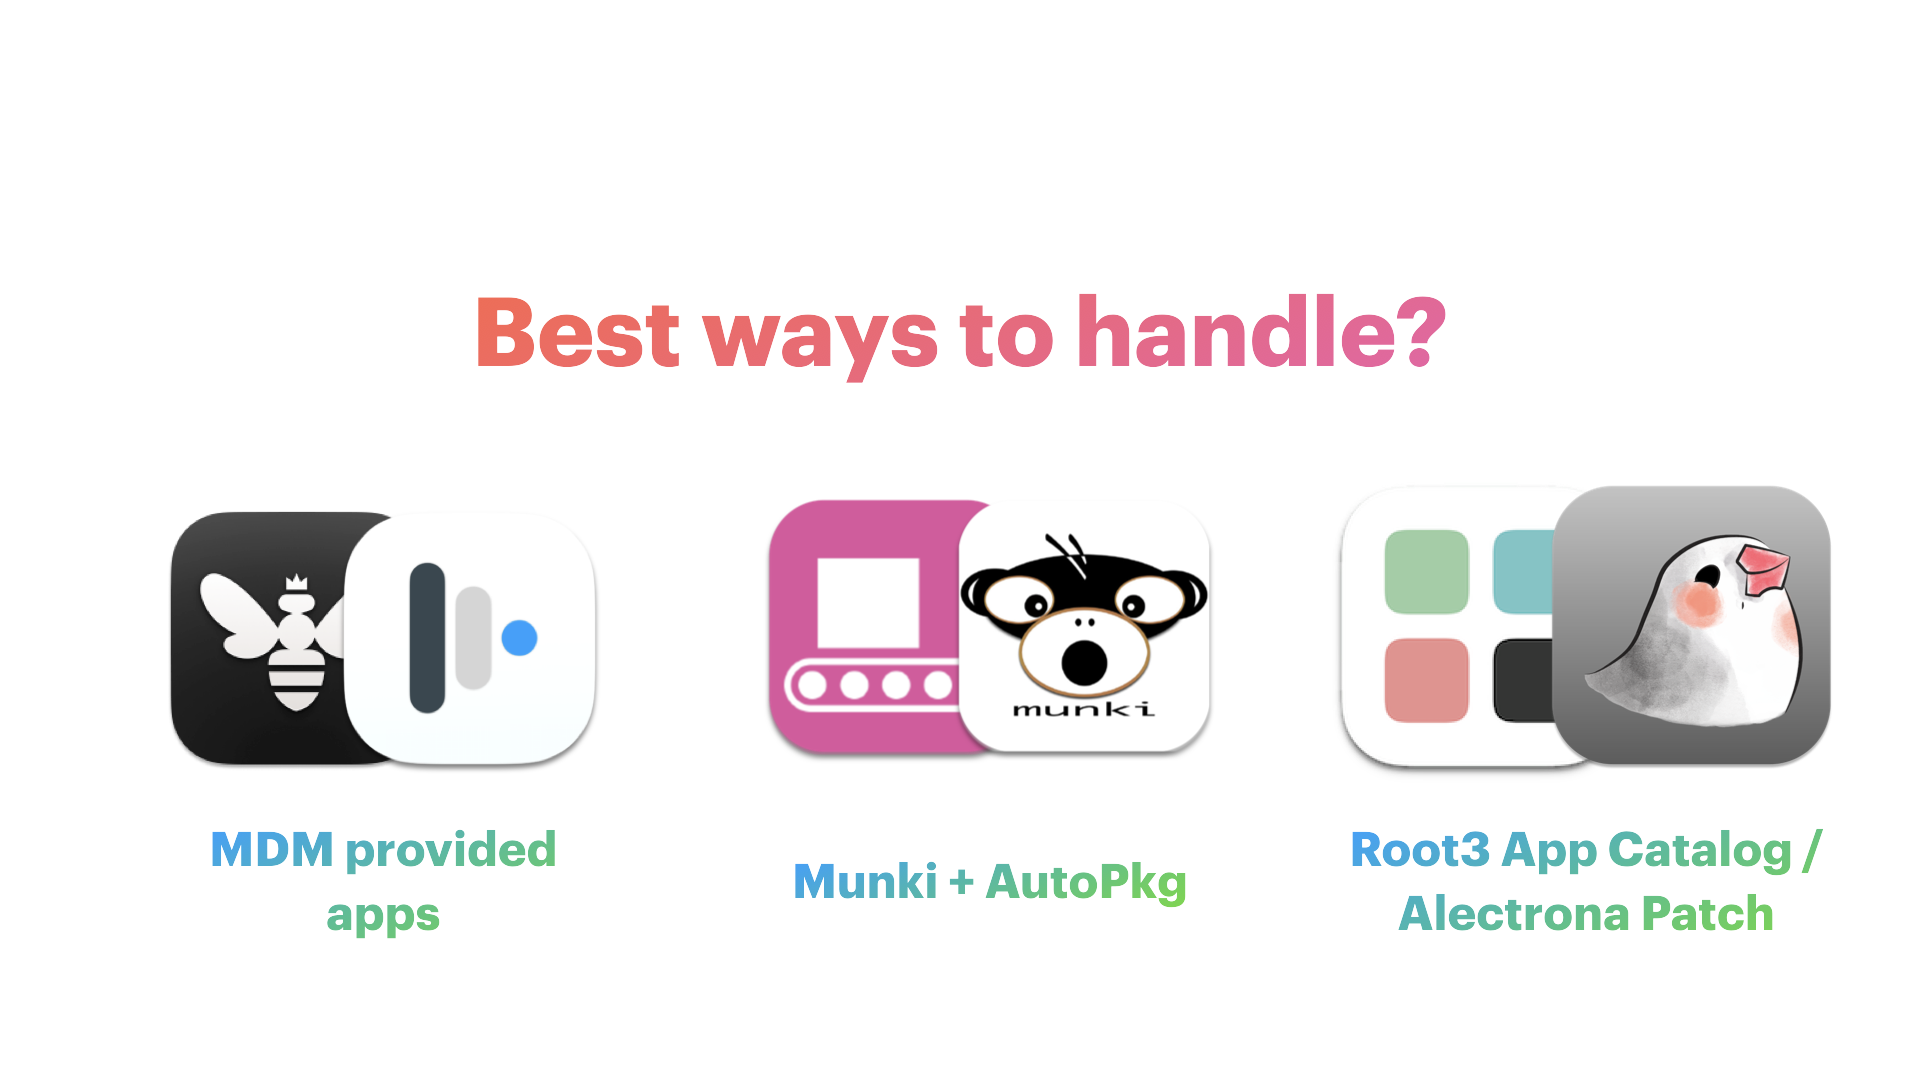 Best ways to handle?
munki
MDM provided
apps
Munki + AutoPkg
Root3 App Catalog /
Alectrona Patch